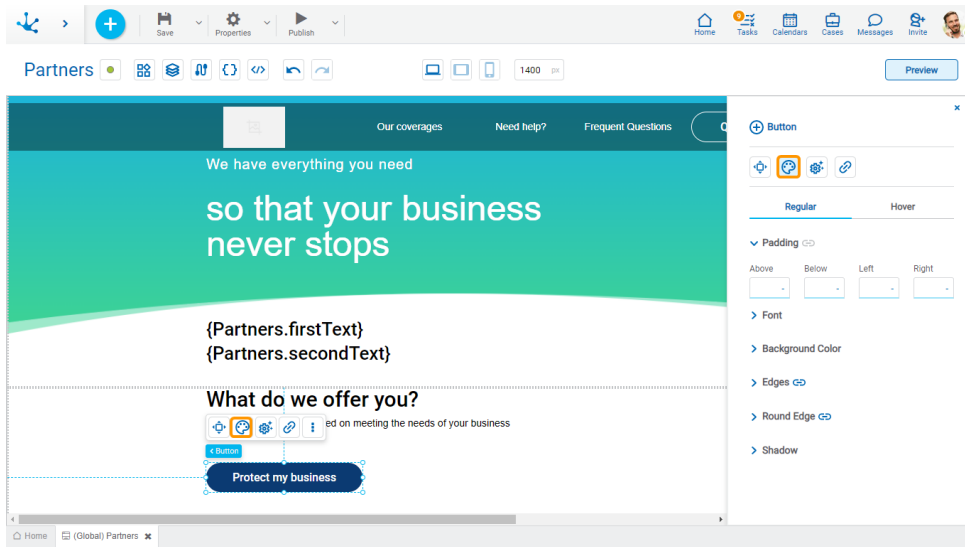 Save
Properties
Publish
Home
9
Tasks
Calendars
Cases
Messages
Invite
Partners
1400 px
Preview
Our coverages
Need help?
Frequent Questions
We have everything you need
so that your business
never stops
{Partners.firstText}
{Partners.secondText}
What do we offer you?
ed on meeting the needs of your business
Button
Protect my business
Button
Regular
Hover
Padding
Above
Below
Left
Right
- - - -
Font
Background Color
Edges
Round Edge
Shadow
Home
(Global) Partners